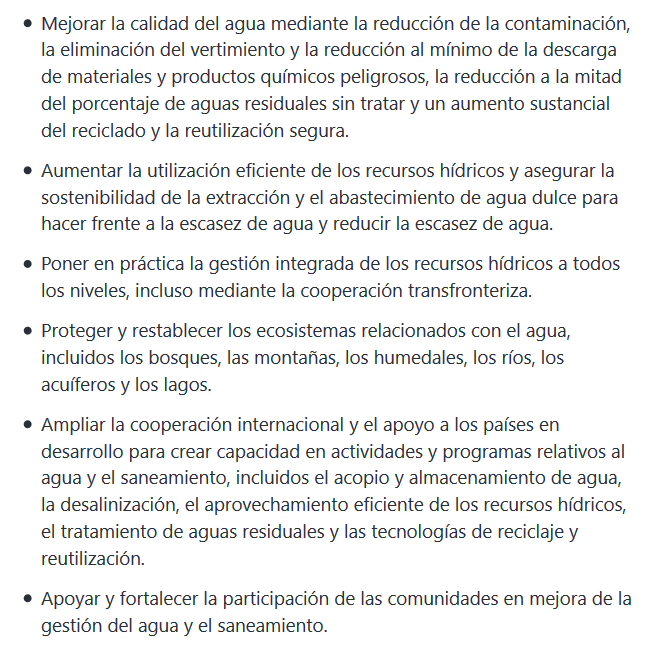 • Mejorar la calidad del agua mediante la reducción de la contaminación,
la eliminación del vertimiento y la reducción al mínimo de la descarga
de materiales y productos químicos peligrosos, la reducción a la mitad
del porcentaje de aguas residuales sin tratar y un aumento sustancial
del reciclado y la reutilización segura.
• Aumentar la utilización eficiente de los recursos hídricos y asegurar la
sostenibilidad de la extracción y el abastecimiento de agua dulce para
hacer frente a la escasez de agua y reducir la escasez de agua.
• Poner en práctica la gestión integrada de los recursos hídricos a todos
los niveles, incluso mediante la cooperación transfronteriza.
• Proteger y restablecer los ecosistemas relacionados con el agua,
incluidos los bosques, las montañas, los humedales, los ríos, los
acuíferos y los lagos.
• Ampliar la cooperación internacional y el apoyo a los países en
desarrollo para crear capacidad en actividades y programas relativos al
agua y el saneamiento, incluidos el acopio y almacenamiento de agua,
la desalinización, el aprovechamiento eficiente de los recursos hídricos,
el tratamiento de aguas residuales y las tecnologías de reciclaje y
reutilización.
• Apoyar y fortalecer la participación de las comunidades en mejora de la
gestión del agua y el saneamiento.